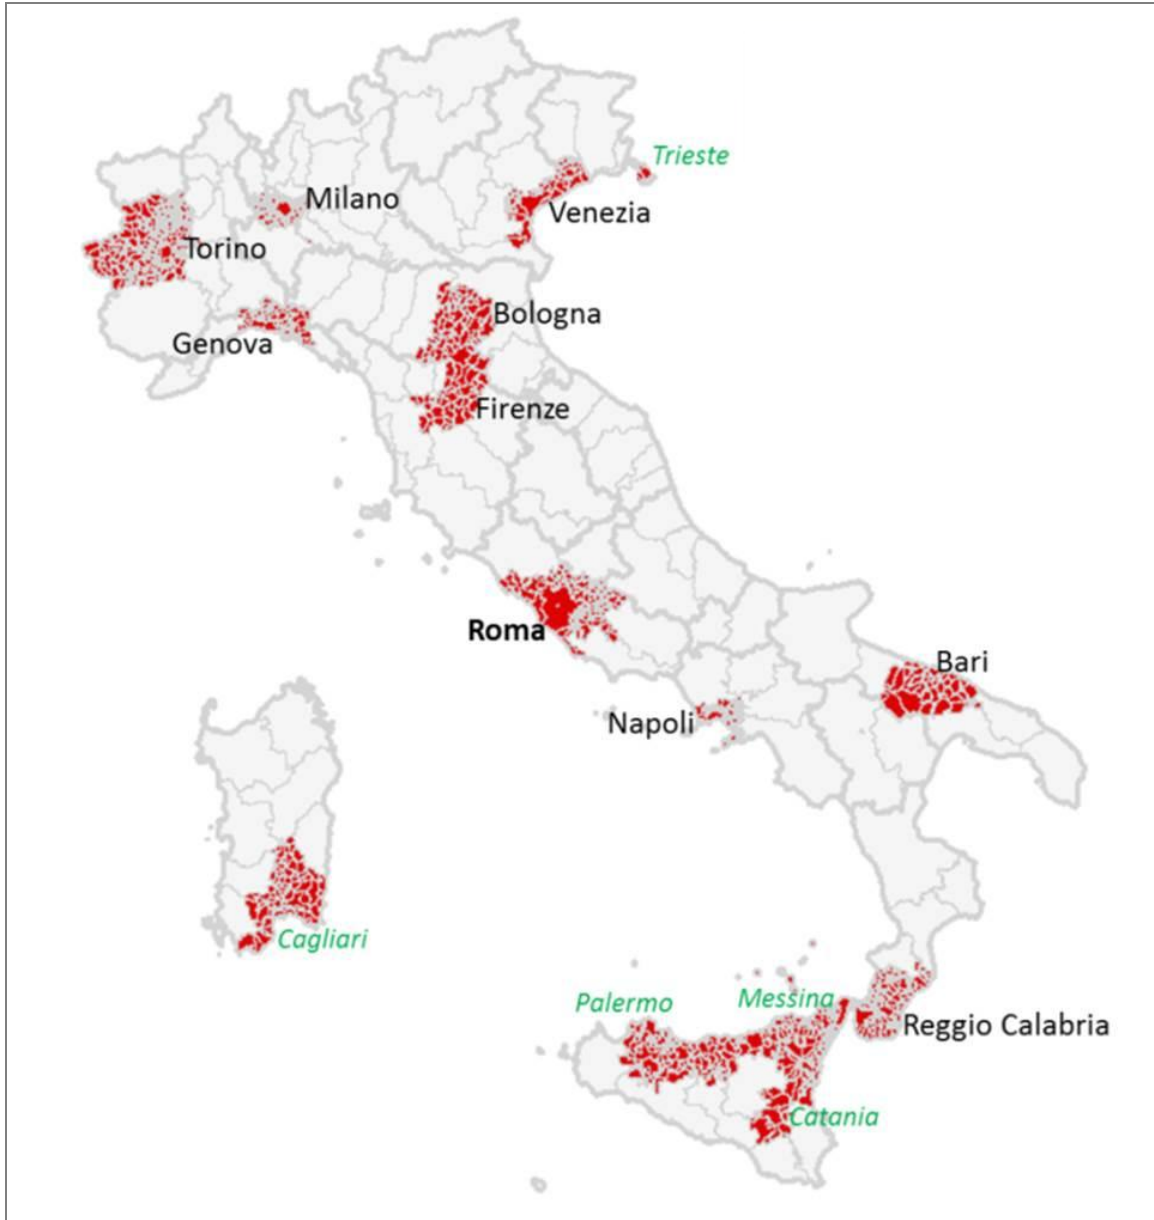 Trieste
Milano
Venezia
Torino
Bologna
Genova
Firenze
Roma
Bari
Napoli
Cagliari
Palermo
Messina
Reggio Calabria
Catania